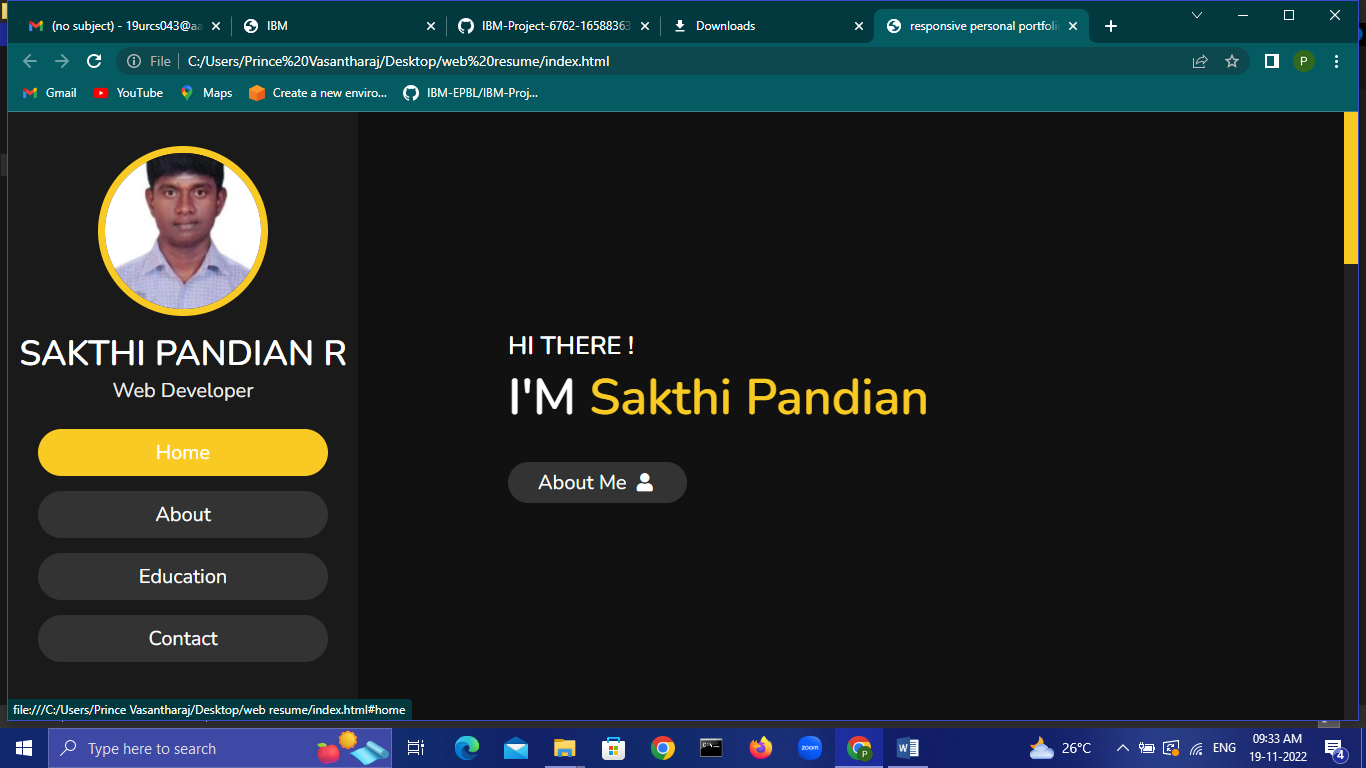 (no subject) - 19urcs043@aa
IBM
IBM-Project-6762-16588363
Downloads
responsive personal portfoli
File
C:/Users/Prince%20Vasantharaj/Desktop/web%20resume/index.html
P
Gmail
YouTube
Maps
Create a new enviro...
IBM-EPBL/IBM-Proj...
SAKTHI PANDIAN R
Web Developer
Home
About
Education
Contact
HI THERE !
I'M Sakthi Pandian
About Me
file:///C:/Users/Prince Vasantharaj/Desktop/web resume/index.html#home
Type here to search
zoom
P
W
26°C
ENG
09:33 AM
19-11-2022
4